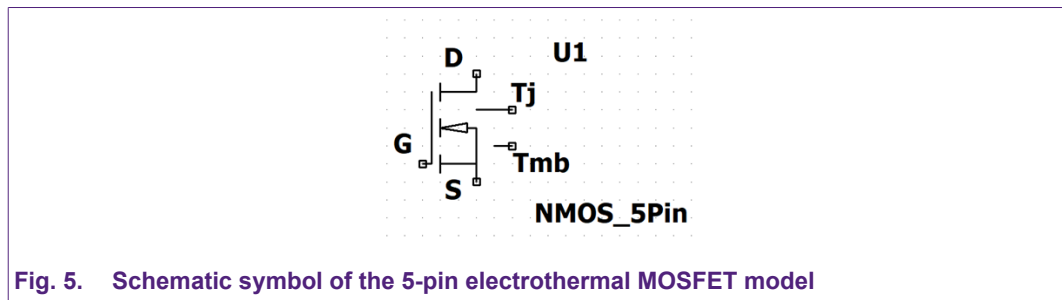 D
U1
Tj
G
Tmb
S
NMOS_5Pin
Fig. 5. Schematic symbol of the 5-pin electrothermal MOSFET model